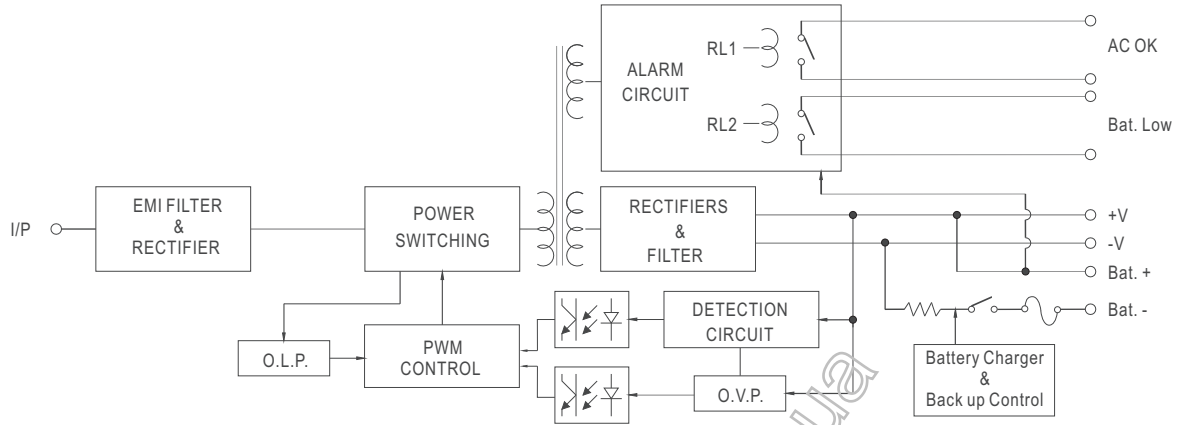 ALARM
CIRCUIT
RL1
RL2
AC OK
Bat. Low
I/P
EMI FILTER
&
RECTIFIER
POWER
SWITCHING
RECTIFIERS
&
FILTER
+V
-V
Bat. +
Bat. -
O.L.P.
PWM
CONTROL
DETECTION
CIRCUIT
O.V.P.
Battery Charger
&
Back up Control
ua